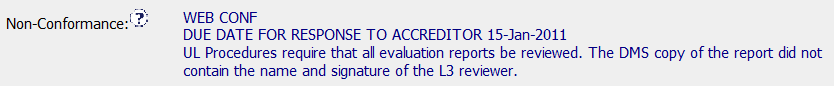 Non-Conformance:?
WEB CONF
DUE DATE FOR RESPONSE TO ACCREDITOR 15-Jan-2011
UL Procedures require that all evaluation reports be reviewed. The DMS copy of the report did not
contain the name and signature of the L3 reviewer.